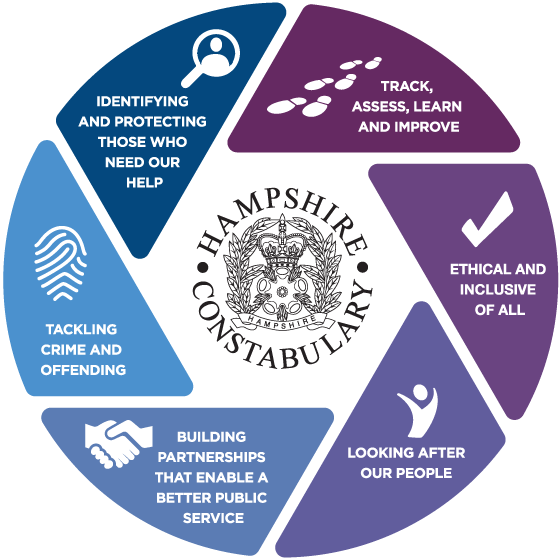 IDENTIFYING
AND PROTECTING
THOSE WHO
NEED OUR
HELP
TRACK,
ASSESS, LEARN
AND IMPROVE
ETHICAL AND
INCLUSIVE
OF ALL
LOOKING AFTER
OUR PEOPLE
BUILDING
PARTNERSHIPS
THAT ENABLE A
BETTER PUBLIC
SERVICE
TACKLING
CRIME AND
OFFENDING
HAMPSHIRE
CONSTABULARY
HAMPSHIRE